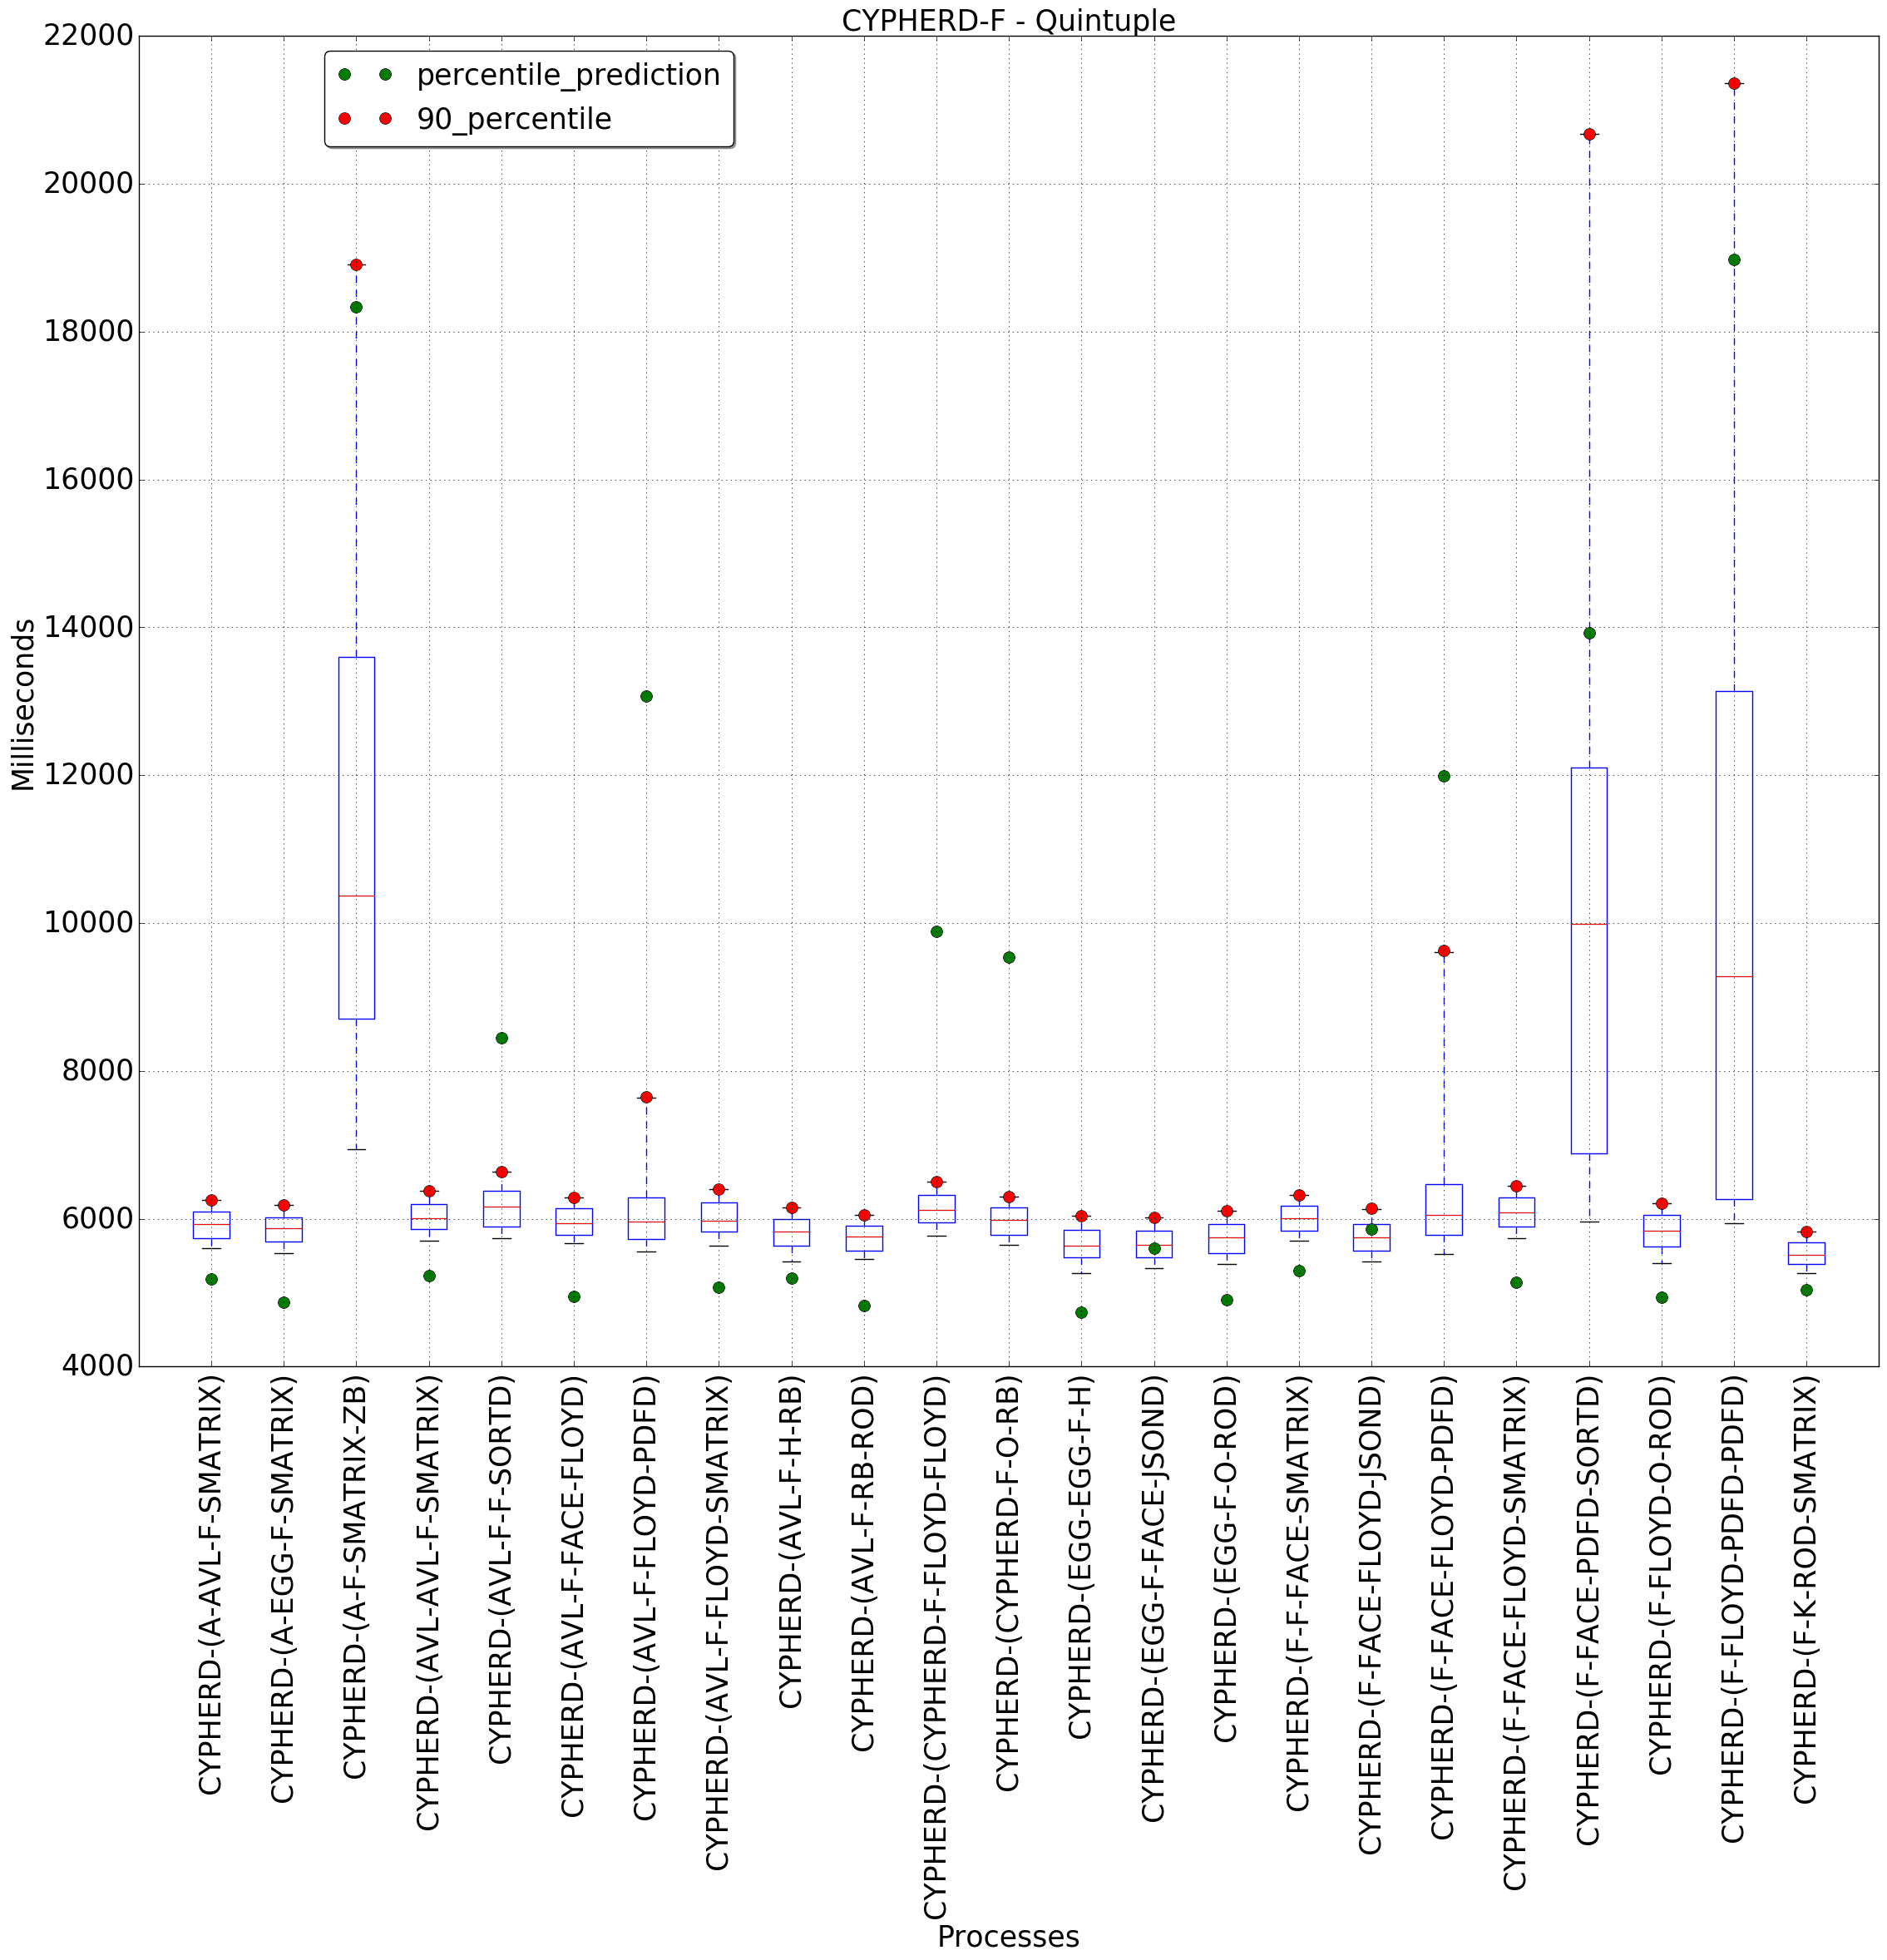 CYPHERD-F - Quintuple
percentile_prediction
90_percentile
22000
20000
18000
16000
14000
12000
10000
8000
6000
4000
Milliseconds
CYPHERD-(A-AVL-F-SMATRIX)
CYPHERD-(A-EGG-F-SMATRIX)
CYPHERD-(A-F-SMATRIX-ZB)
CYPHERD-(AVL-AVL-F-SMATRIX)
CYPHERD-(AVL-F-F-SORTD)
CYPHERD-(AVL-F-FACE-FLOYD)
CYPHERD-(AVL-F-FLOYD-PDFD)
CYPHERD-(AVL-F-FLOYD-SMATRIX)
CYPHERD-(AVL-F-H-RB)
CYPHERD-(AVL-F-RB-ROD)
CYPHERD-(CYPHERD-F-FLOYD-FLOYD)
CYPHERD-(CYPHERD-F-O-RB)
CYPHERD-(EGG-EGG-F-H)
CYPHERD-(EGG-F-FACE-JSOND)
CYPHERD-(EGG-F-O-ROD)
CYPHERD-(F-F-FACE-SMATRIX)
CYPHERD-(F-FACE-FLOYD-JSOND)
CYPHERD-(F-FACE-FLOYD-PDFD)
CYPHERD-(F-FACE-FLOYD-SMATRIX)
CYPHERD-(F-FACE-PDFD-SORTD)
CYPHERD-(F-FLOYD-O-ROD)
CYPHERD-(F-FLOYD-PDFD-PDFD)
CYPHERD-(F-K-ROD-SMATRIX)
Processes